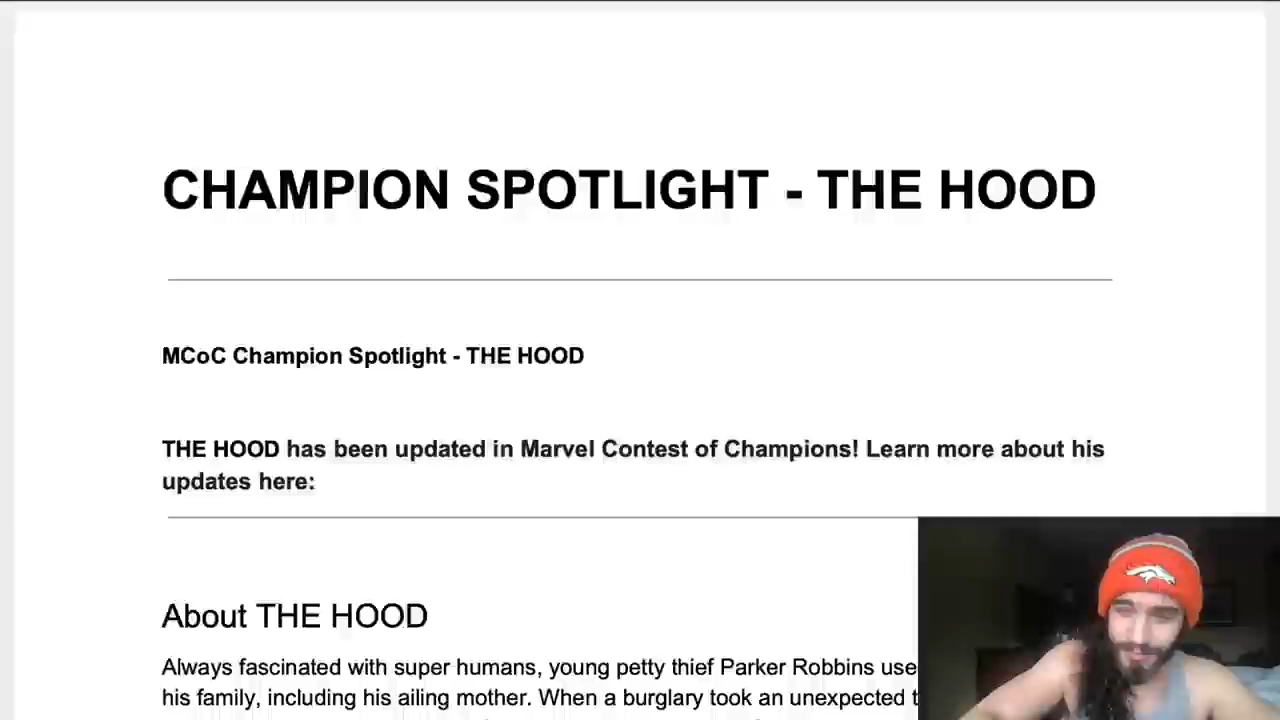 CHAMPION SPOTLIGHT - THE HOOD
MCoC Champion Spotlight - THE HOOD
THE HOOD has been updated in Marvel Contest of Champions! Learn more about his
updates here:
About THE HOOD
Always fascinated with super humans, young petty thief Parker Robbins use
his family, including his ailing mother. When a burglary took an unexpected t